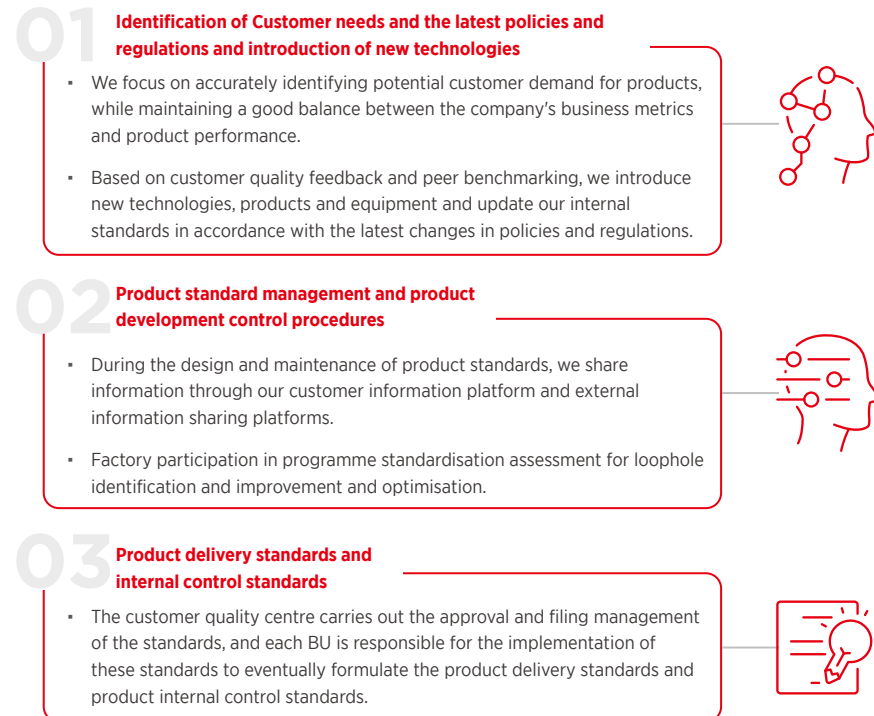 01
Identification of Customer needs and the latest policies and
regulations and introduction of new technologies
▪ We focus on accurately identifying potential customer demand for products,
while maintaining a good balance between the company's business metrics
and product performance.
▪ Based on customer quality feedback and peer benchmarking, we introduce
new technologies, products and equipment and update our internal
standards in accordance with the latest changes in policies and regulations.
02
Product standard management and product
development control procedures
▪ During the design and maintenance of product standards, we share
information through our customer information platform and external
information sharing platforms.
▪ Factory participation in programme standardisation assessment for loophole
identification and improvement and optimisation.
03
Product delivery standards and
internal control standards
▪ The customer quality centre carries out the approval and filing management
of the standards, and each BU is responsible for the implementation of
these standards to eventually formulate the product delivery standards and
product internal control standards.